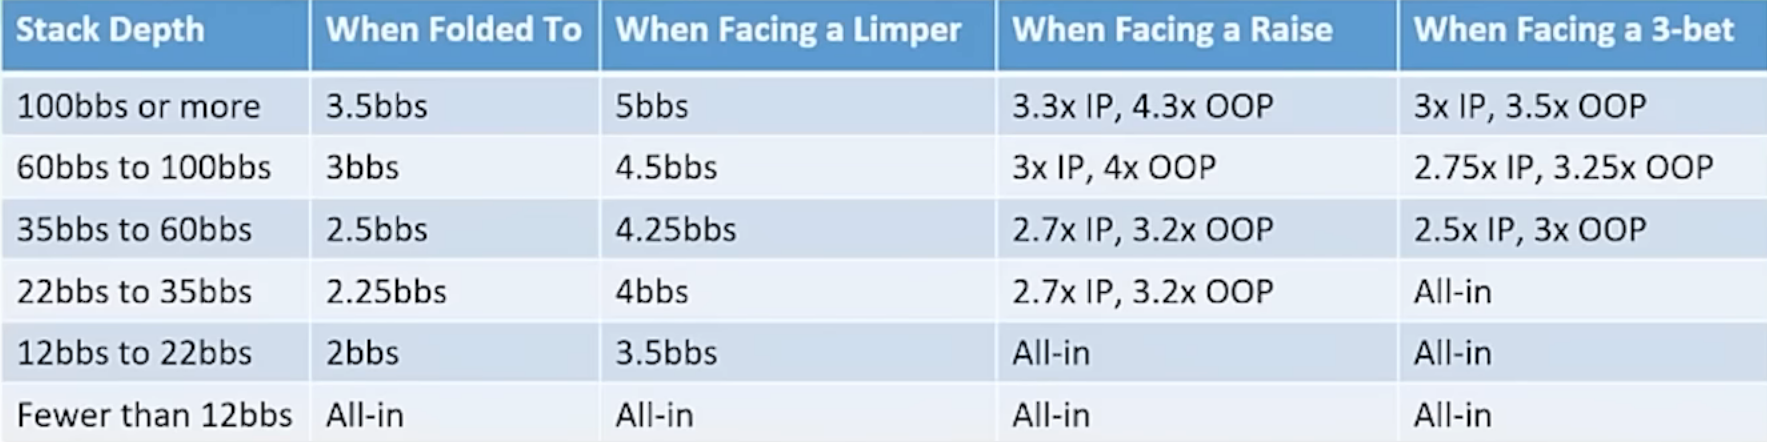 Stack Depth When Folded To When Facing a Limper When Facing a Raise When Facing a 3-bet
100bbs or more 3.5bbs 5bbs 3.3x IP, 4.3x OOP 3x IP, 3.5x OOP
60bbs to 100bbs 3bbs 4.5bbs 3x IP, 4x OOP 2.75x IP, 3.25x OOP
35bbs to 60bbs 2.5bbs 4.25bbs 2.7x IP, 3.2x OOP 2.5x IP, 3x OOP
22bbs to 35bbs 2.25bbs 4bbs 2.7x IP, 3.2x OOP All-in
12bbs to 22bbs 2bbs 3.5bbs All-in All-in
Fewer than 12bbs All-in All-in All-in All-in